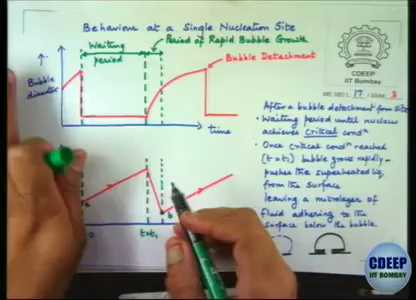 Behaviour at a Single Nucleation Site
Waiting period
Period of Rapid Bubble Growth
Bubble Detachment
Bubble diameter
time
CDEEP
IIT Bombay
17
3
After a bubble detachment from site
• Waiting period until nucleus
achieves critical condn
• Once critical condn reached
(t=t1) bubble grows rapidly-
pushes the superheated liq.
from the surface
leaving a microlayer of
fluid adhering to the
surface below the bubble.
a
b
0
t=t1
CDEEP
IIT BOMBAY